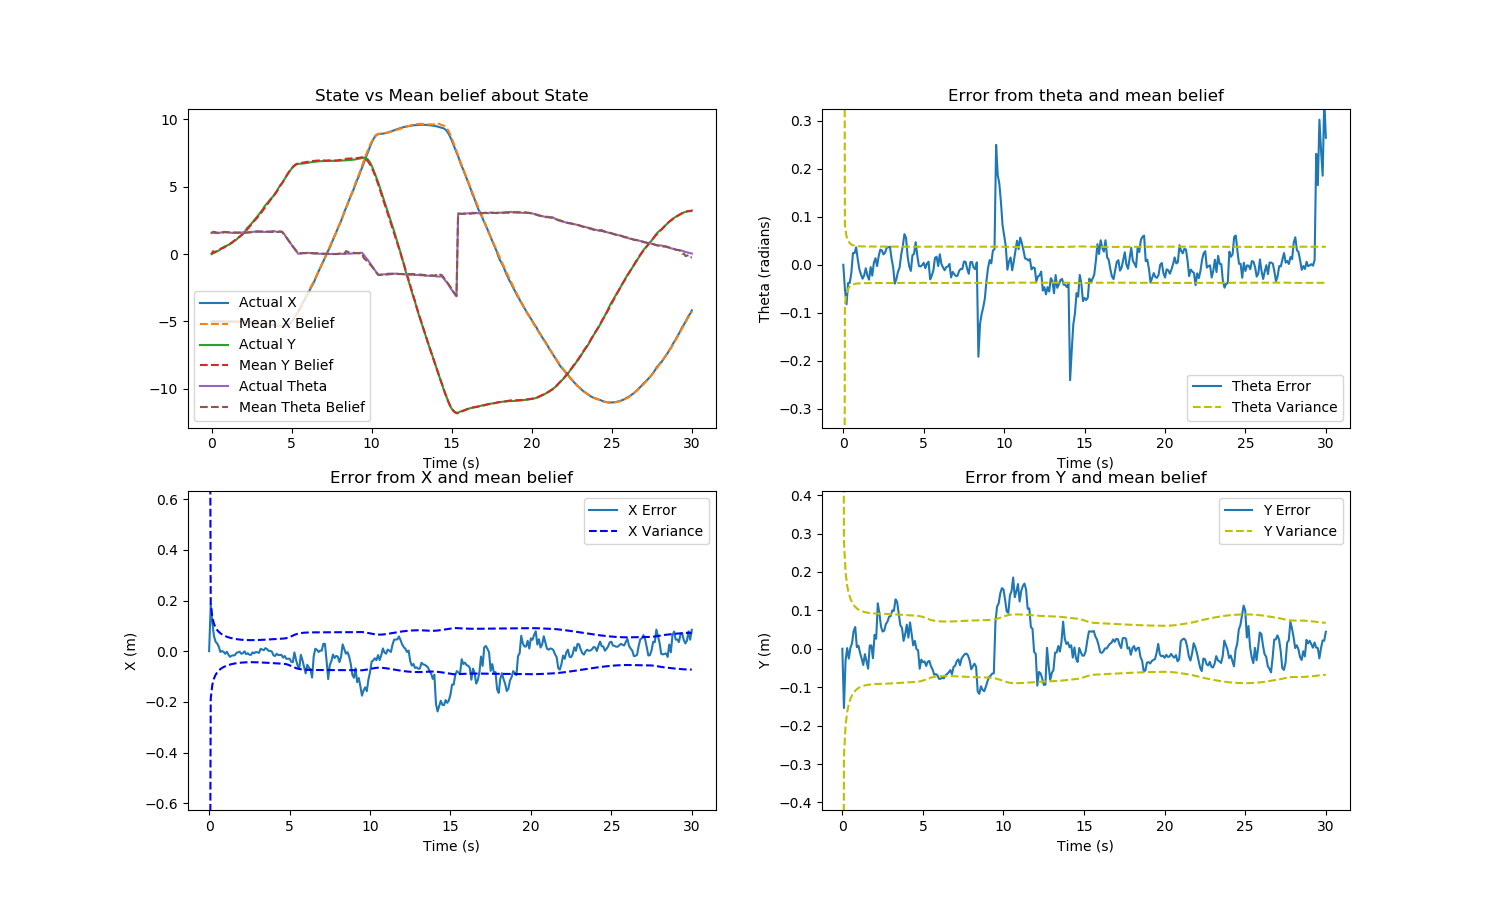 State vs Mean belief about State
10
5
0
−5
−10
Actual X
Mean X Belief
Actual Y
Mean Y Belief
Actual Theta
Mean Theta Belief
0 5 10 15 20 25 30
Time (s)
Error from theta and mean belief
Theta (radians)
0.3
0.2
0.1
0.0
−0.1
−0.2
−0.3
Theta Error
Theta Variance
0 5 10 15 20 25 30
Time (s)
Error from X and mean belief
X (m)
0.6
0.4
0.2
0.0
−0.2
−0.4
−0.6
X Error
X Variance
0 5 10 15 20 25 30
Time (s)
Error from Y and mean belief
Y (m)
0.4
0.3
0.2
0.1
0.0
−0.1
−0.2
−0.3
−0.4
Y Error
Y Variance
0 5 10 15 20 25 30
Time (s)